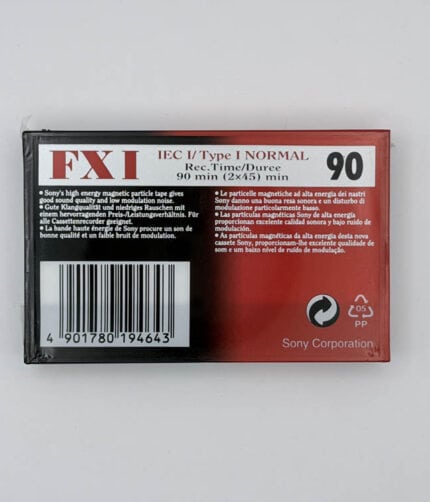 FX I
IEC I/Type I NORMAL
Rec.Time/Duree
90 min (2×45) min
90
• Sony's high energy magnetic particle tape gives
good sound quality and low modulation noise.
• Gute Klangqualität und niedriges Rauschen mit
einem hervorragenden Preis-/Leistungsverhältnis. Für
alle Cassettenrecorder geeignet.
• La bande haute énergie de Sony procure un son de
bonne qualité et un faible bruit de modulation.
• Le particelle magnetiche ad alta energia dei nastri
Sony danno una buona resa sonora e un disturbo di
modulazione particolarmente basso.
• Las partículas magnéticas Sony de alta energía
proporcionan excelente calidad sonora y bajo ruido de
modulación.
• As partículas magnéticas da alta energia desta nova
cassete Sony, proporcionam-lhe excelente qualidade de
som e um baixo nível de ruído de modulação.
4 901780 194643
05
PP
Sony Corporation